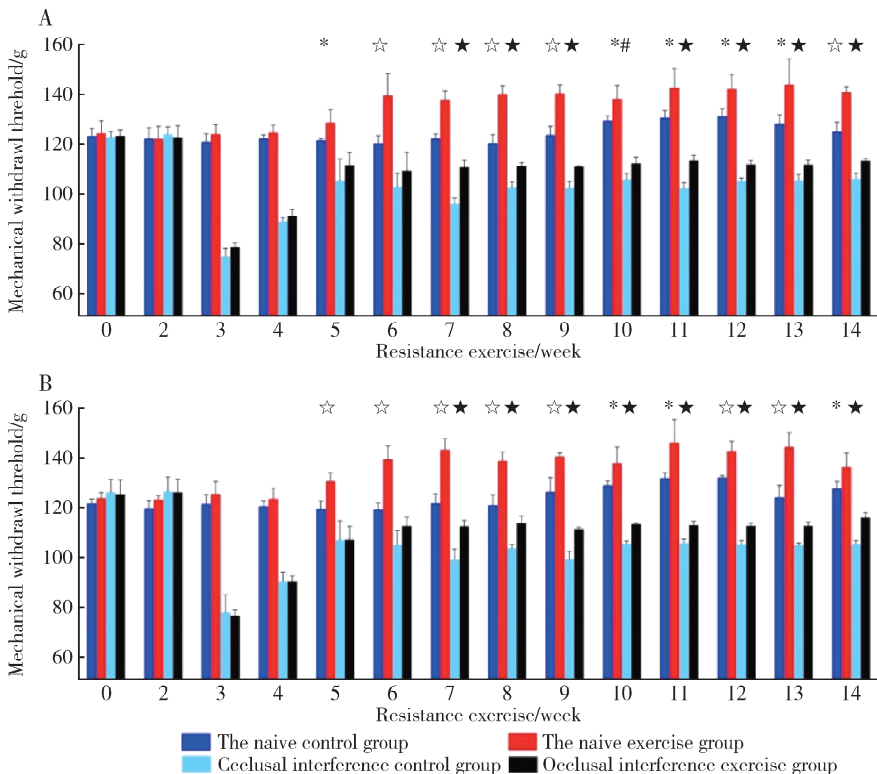 A
160 * ☆ ☆ ★ ☆ ★ ☆ ★ *# * ★ * ★ * ★ ☆ ★
140
120
100
80
60
Mechanical withdrawl threhold/g
0 2 3 4 5 6 7 8 9 10 11 12 13 14
Resistance exercise/week
B
160 ☆ ☆ ☆ ★ ☆ ★ ☆ ★ * ★ * ★ ☆ ★ ☆ ★ * ★
140
120
100
80
60
Mechanical withdrawl threhold/g
0 2 3 4 5 6 7 8 9 10 11 12 13 14
Resistance exercise/week
The naive control group The naive exercise group
Occlusal interference control group Occlusal interference exercise group